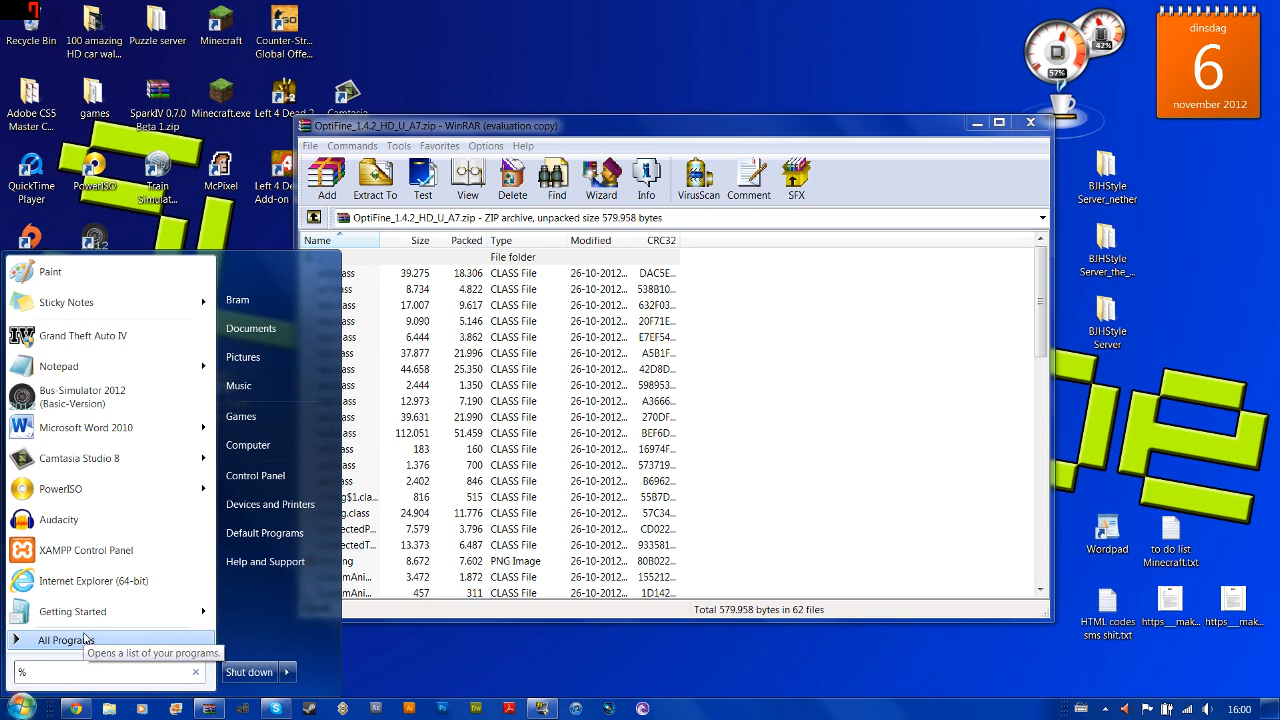 Recycle Bin
100 amazing
HD car wal...
Puzzle server
Minecraft
Counter-Str...
Global Offe...
Adobe CS5
Master C...
games
SparkIV 0.7.0
Beta 1.zip
Minecraft.exe
Left 4 Dead 2
Camtasia
QuickTime
Player
PowerISO
Train
Simulat...
McPixel
Left 4 Dead
Add-on
57%
42%
dinsdag
6
november 2012
BJHStyle
Server_nether
BJHStyle
Server_the_...
BJHStyle
Server
Wordpad
to do list
Minecraft.txt
HTML codes
sms shit.txt
https___mak...
https___mak...
OptiFine_1.4.2_HD_U_A7.zip - WinRAR (evaluation copy)
File Commands Tools Favorites Options Help
Add Extract To Test View Delete Find Wizard Info VirusScan Comment SFX
OptiFine_1.4.2_HD_U_A7.zip - ZIP archive, unpacked size 579.958 bytes
Name Size Packed Type Modified CRC32
File folder
39.275 18.306 CLASS File 26-10-2012... DAC5E...
8.734 4.822 CLASS File 26-10-2012... 538B10...
17.007 9.617 CLASS File 26-10-2012... 632F03...
9.090 5.146 CLASS File 26-10-2012... 20F71E...
6.444 3.862 CLASS File 26-10-2012... E7EF54...
37.877 21.996 CLASS File 26-10-2012... A5B1F...
44.658 25.350 CLASS File 26-10-2012... 42D8D...
2.444 1.350 CLASS File 26-10-2012... 598953...
12.973 7.190 CLASS File 26-10-2012... A3666...
39.631 21.990 CLASS File 26-10-2012... 270DF...
112.051 51.459 CLASS File 26-10-2012... BEF6D...
183 160 CLASS File 26-10-2012... 16974F...
1.376 700 CLASS File 26-10-2012... 573719...
2.402 846 CLASS File 26-10-2012... B6962...
816 515 CLASS File 26-10-2012... 55B7D...
24.904 11.776 CLASS File 26-10-2012... 57C34...
1.579 796 CLASS File 26-10-2012... CD022...
13.373 6.487 CLASS File 26-10-2012... 933581...
8.672 7.602 PNG Image 26-10-2012... 80B022...
3.472 1.872 CLASS File 26-10-2012... 155212...
457 311 CLASS File 26-10-2012... 1D142...
Total 579.958 bytes in 62 files
Paint
Sticky Notes
Grand Theft Auto IV
Notepad
Bus-Simulator 2012
(Basic-Version)
Microsoft Word 2010
Camtasia Studio 8
PowerISO
Audacity
XAMPP Control Panel
Internet Explorer (64-bit)
Getting Started
All Programs
Opens a list of your programs.
%
Bram
Documents
Pictures
Music
Games
Computer
Control Panel
Devices and Printers
Default Programs
Help and Support
Shut down
16:00